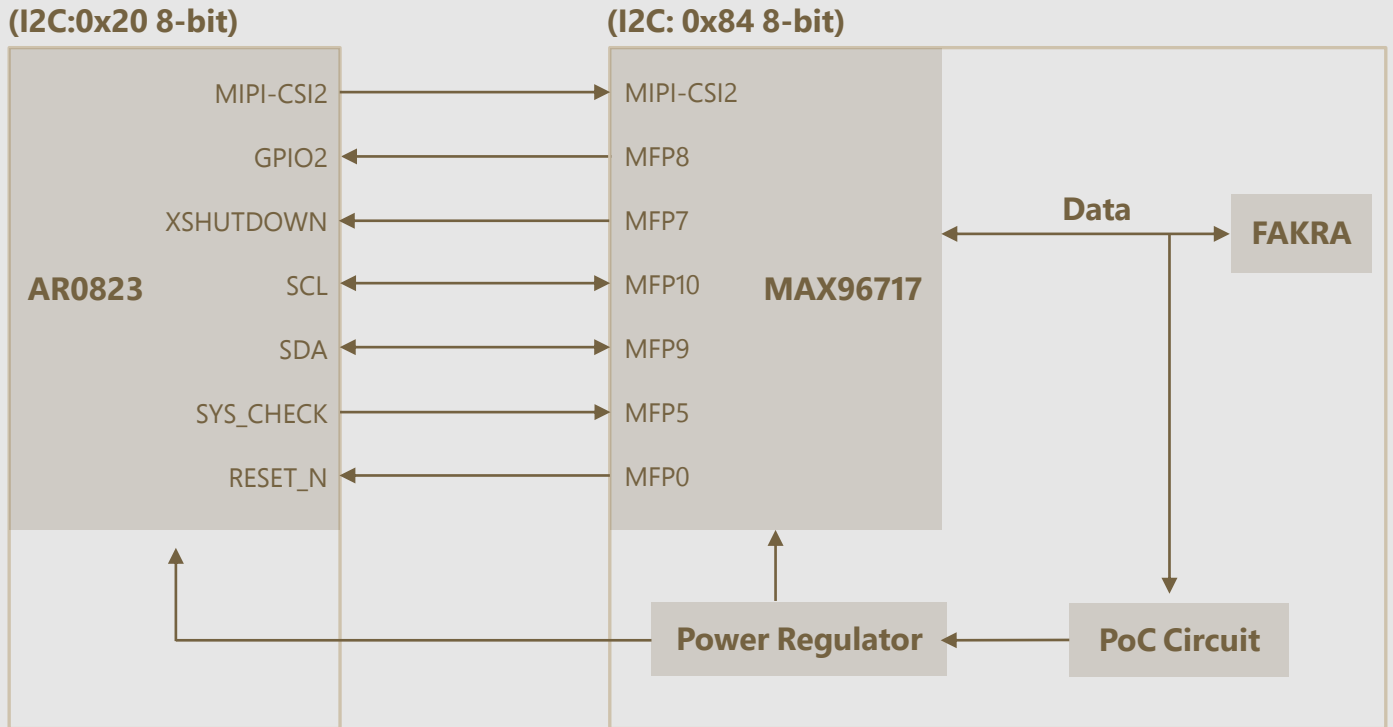 (I2C:0x20 8-bit)
(I2C: 0x84 8-bit)
MIPI-CSI2
MIPI-CSI2
GPIO2
MFP8
XSHUTDOWN
MFP7
Data
FAKRA
AR0823
SCL
MFP10
MAX96717
SDA
MFP9
SYS_CHECK
MFP5
RESET_N
MFP0
Power Regulator
PoC Circuit